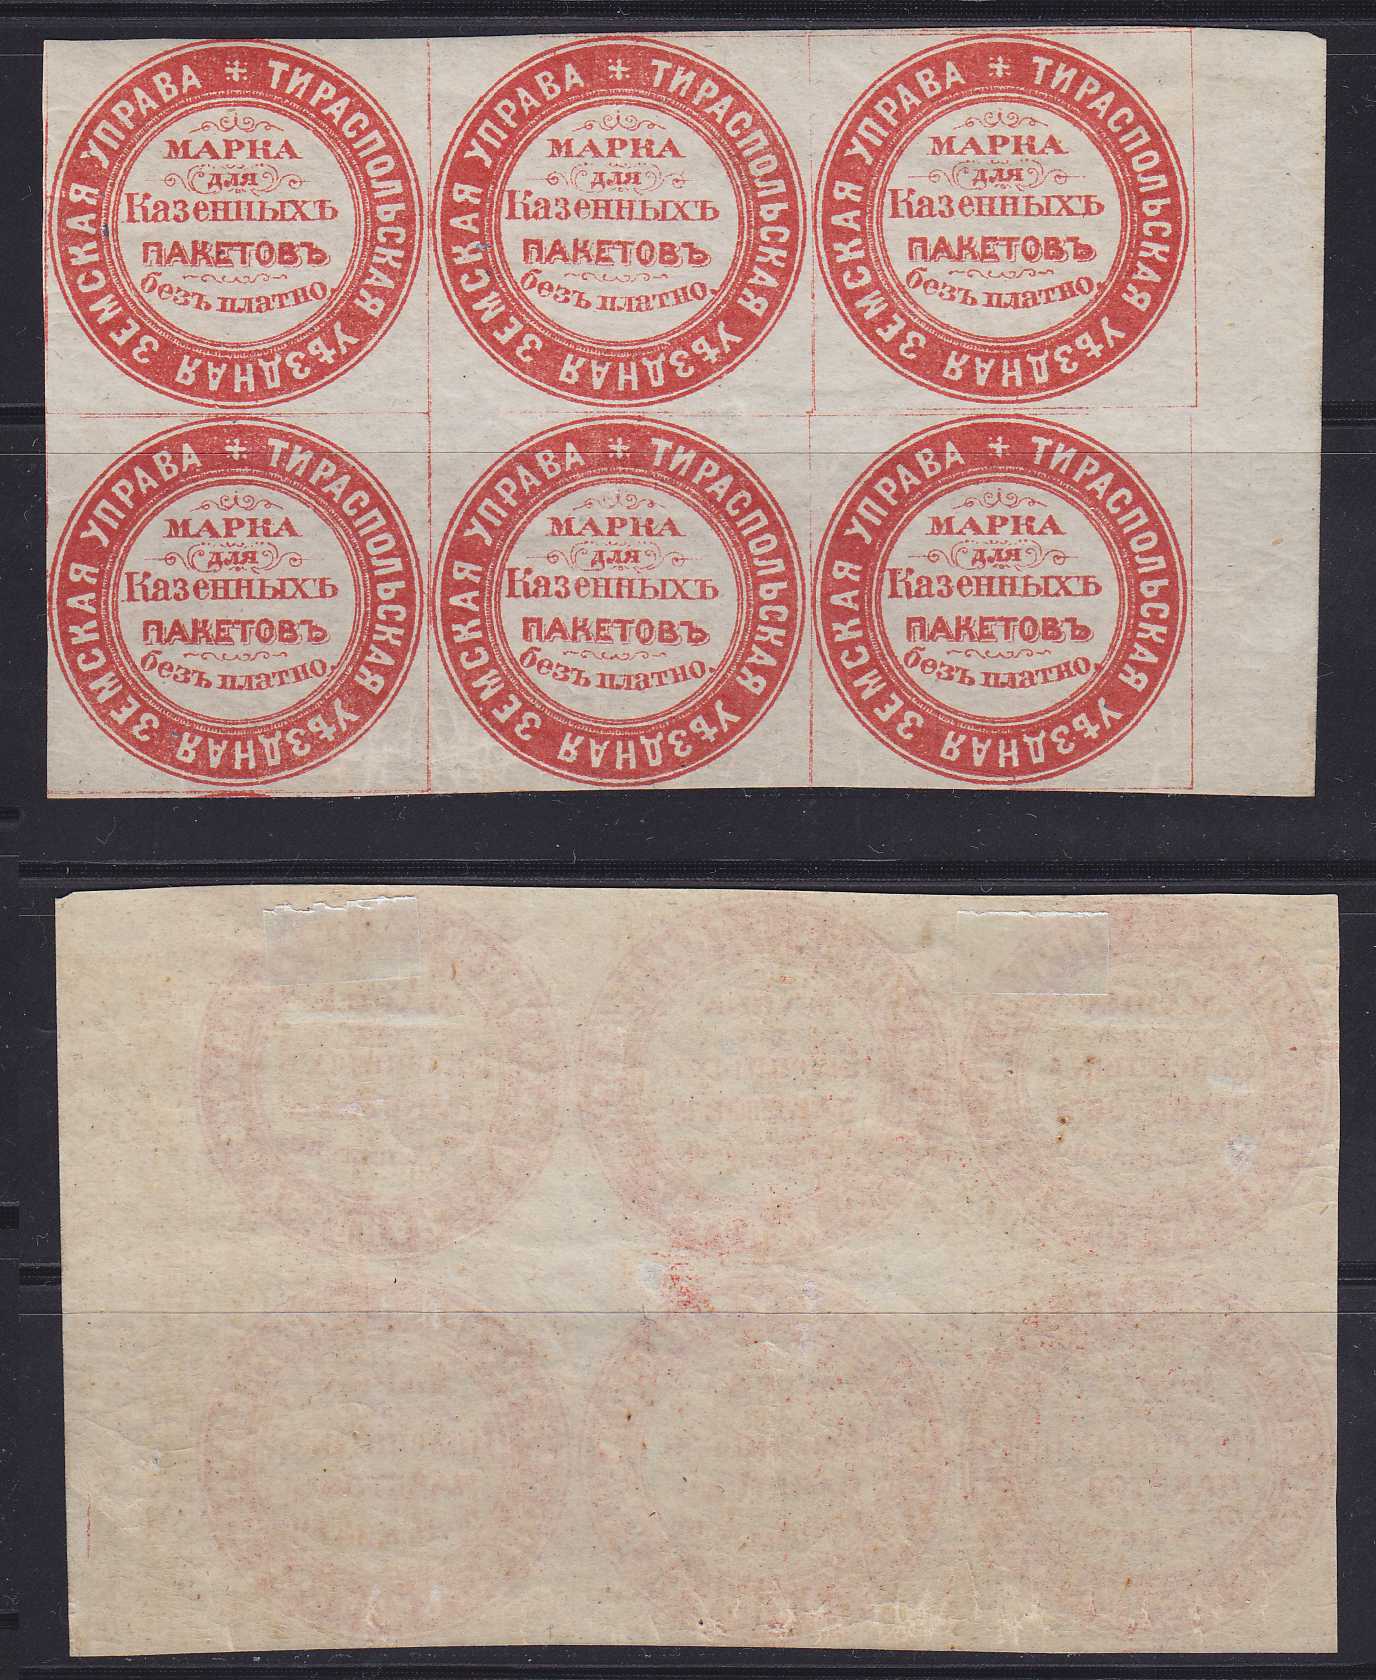 ТИРАСПОЛЬСКАЯ УѢЗДНАЯ ЗЕМСКАЯ УПРАВА
МАРКА
для
Казенныхъ
ПАКЕТОВЪ
безъ платно.
ТИРАСПОЛЬСКАЯ УѢЗДНАЯ ЗЕМСКАЯ УПРАВА
МАРКА
для
Казенныхъ
ПАКЕТОВЪ
безъ платно.
ТИРАСПОЛЬСКАЯ УѢЗДНАЯ ЗЕМСКАЯ УПРАВА
МАРКА
для
Казенныхъ
ПАКЕТОВЪ
безъ платно.
ТИРАСПОЛЬСКАЯ УѢЗДНАЯ ЗЕМСКАЯ УПРАВА
МАРКА
для
Казенныхъ
ПАКЕТОВЪ
безъ платно.
ТИРАСПОЛЬСКАЯ УѢЗДНАЯ ЗЕМСКАЯ УПРАВА
МАРКА
для
Казенныхъ
ПАКЕТОВЪ
безъ платно.
ТИРАСПОЛЬСКАЯ УѢЗДНАЯ ЗЕМСКАЯ УПРАВА
МАРКА
для
Казенныхъ
ПАКЕТОВЪ
безъ платно.